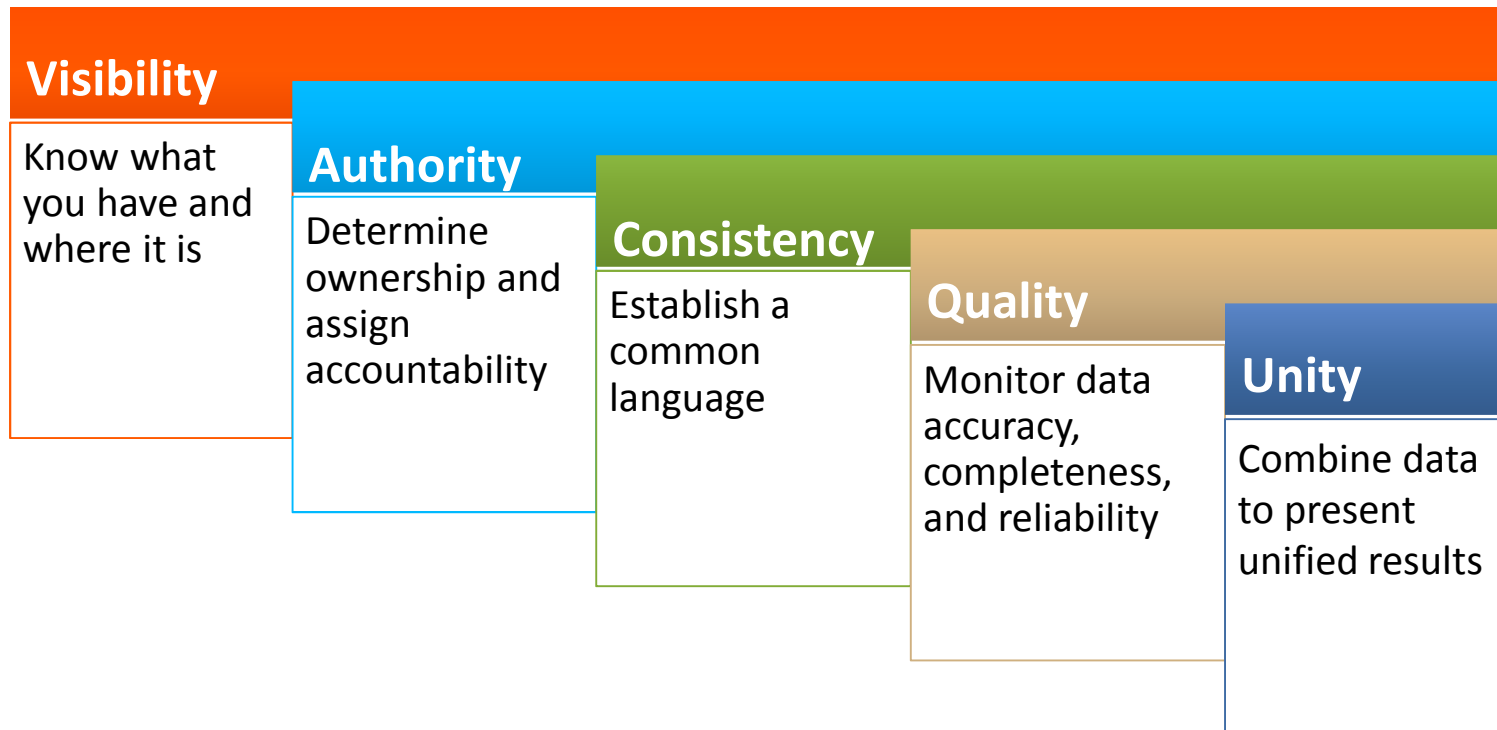 Visibility
Know what
you have and
where it is
Authority
Determine
ownership and
assign
accountability
Consistency
Establish a
common
language
Quality
Monitor data
accuracy,
completeness,
and reliability
Unity
Combine data
to present
unified results